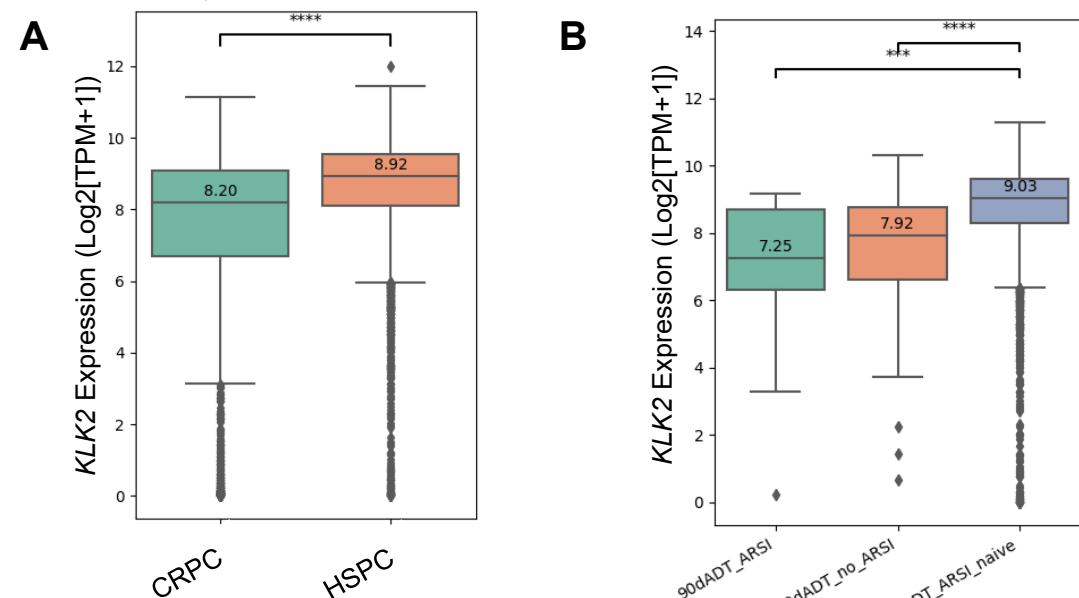 A
B
****
KLK2 Expression (Log2[TPM+1])
12
10
8
6
4
2
0
8.20
8.92
CRPC
HSPC
****
***
KLK2 Expression (Log2[TPM+1])
14
12
10
8
6
4
2
0
7.25
7.92
9.03
90dADT_ARSI
dADT_no_ARSI
DT_ARSI_naive